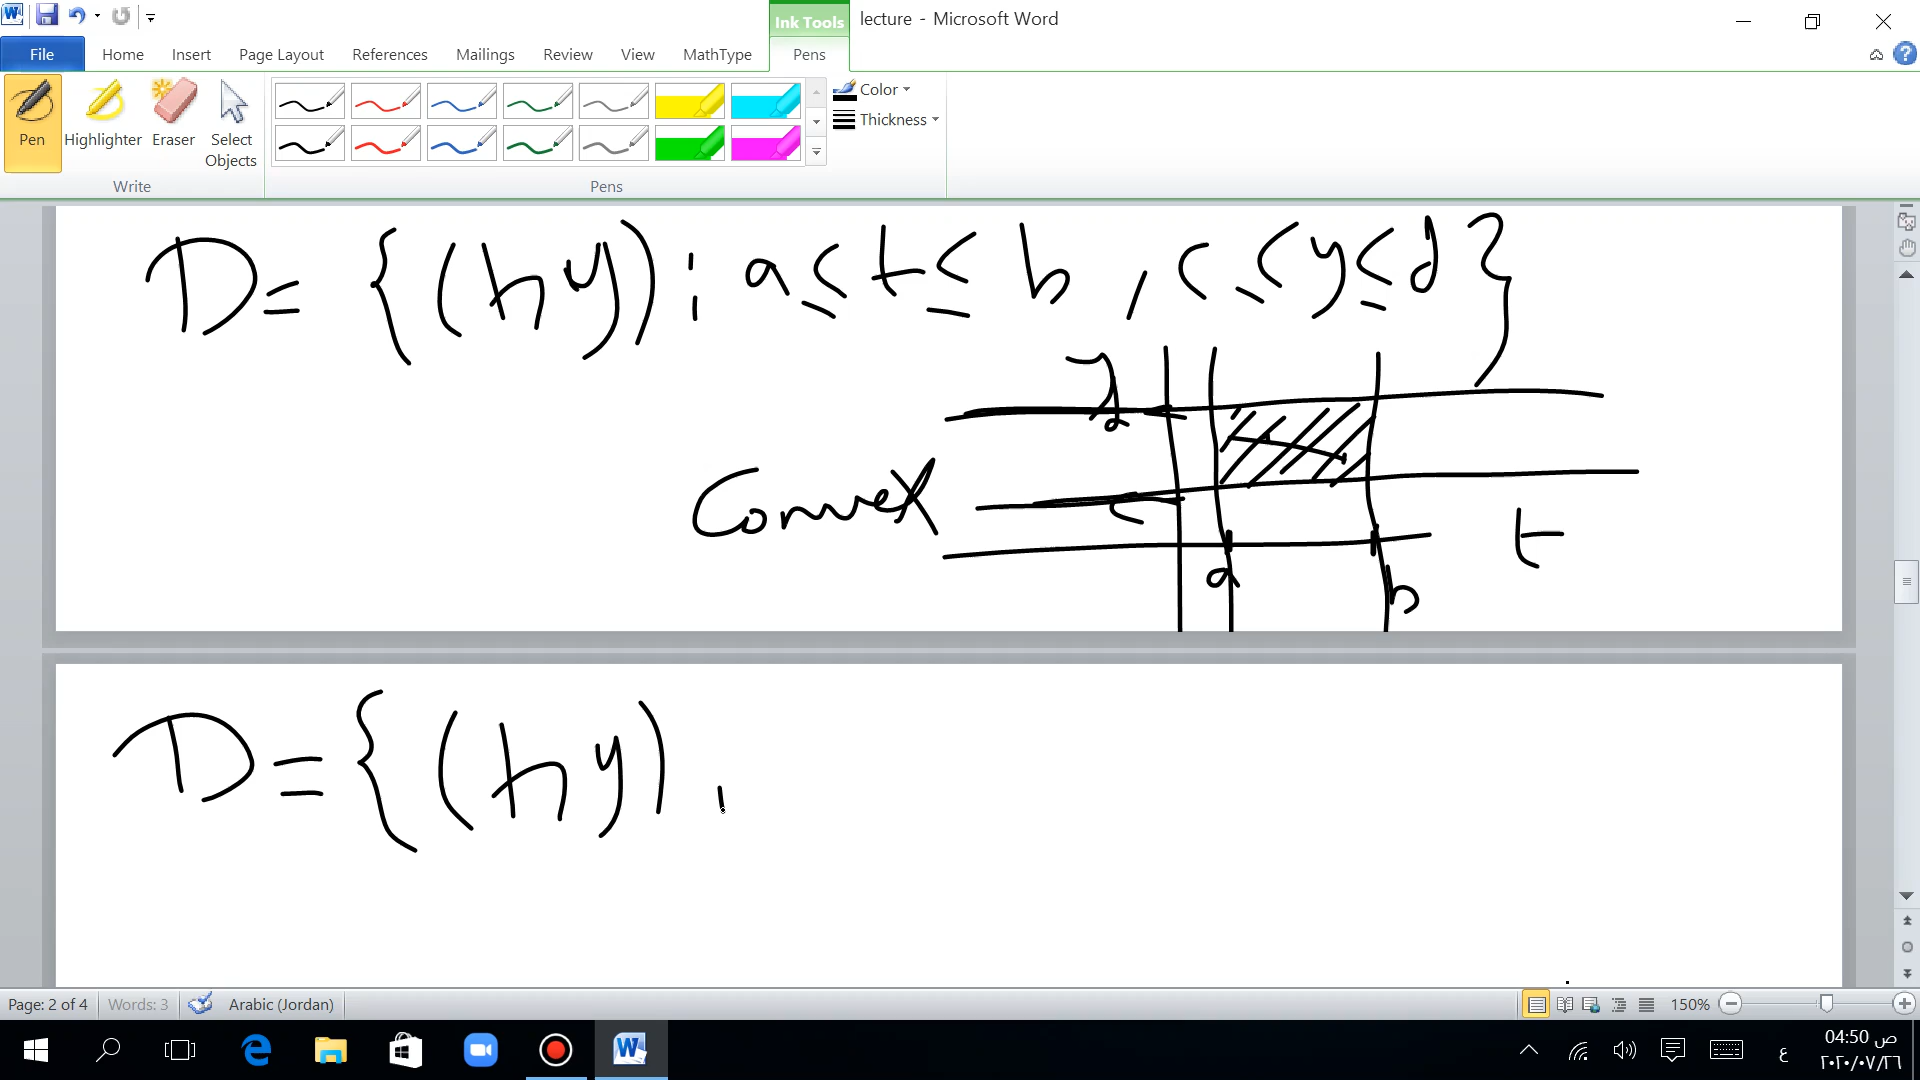 lecture - Microsoft Word
Ink Tools
File Home Insert Page Layout References Mailings Review View MathType Pens
Pen Highlighter Eraser Select Objects
Color
Thickness
Write Pens
D = {(t, y) : a ≤ t ≤ b , c ≤ y ≤ d}
y
d
Convex
c
t
a
b
D = {(t, y)
Page: 2 of 4 Words: 3 Arabic (Jordan) 150%
04:50 ص
٢٠٢٠/٠٧/٢٦
ع